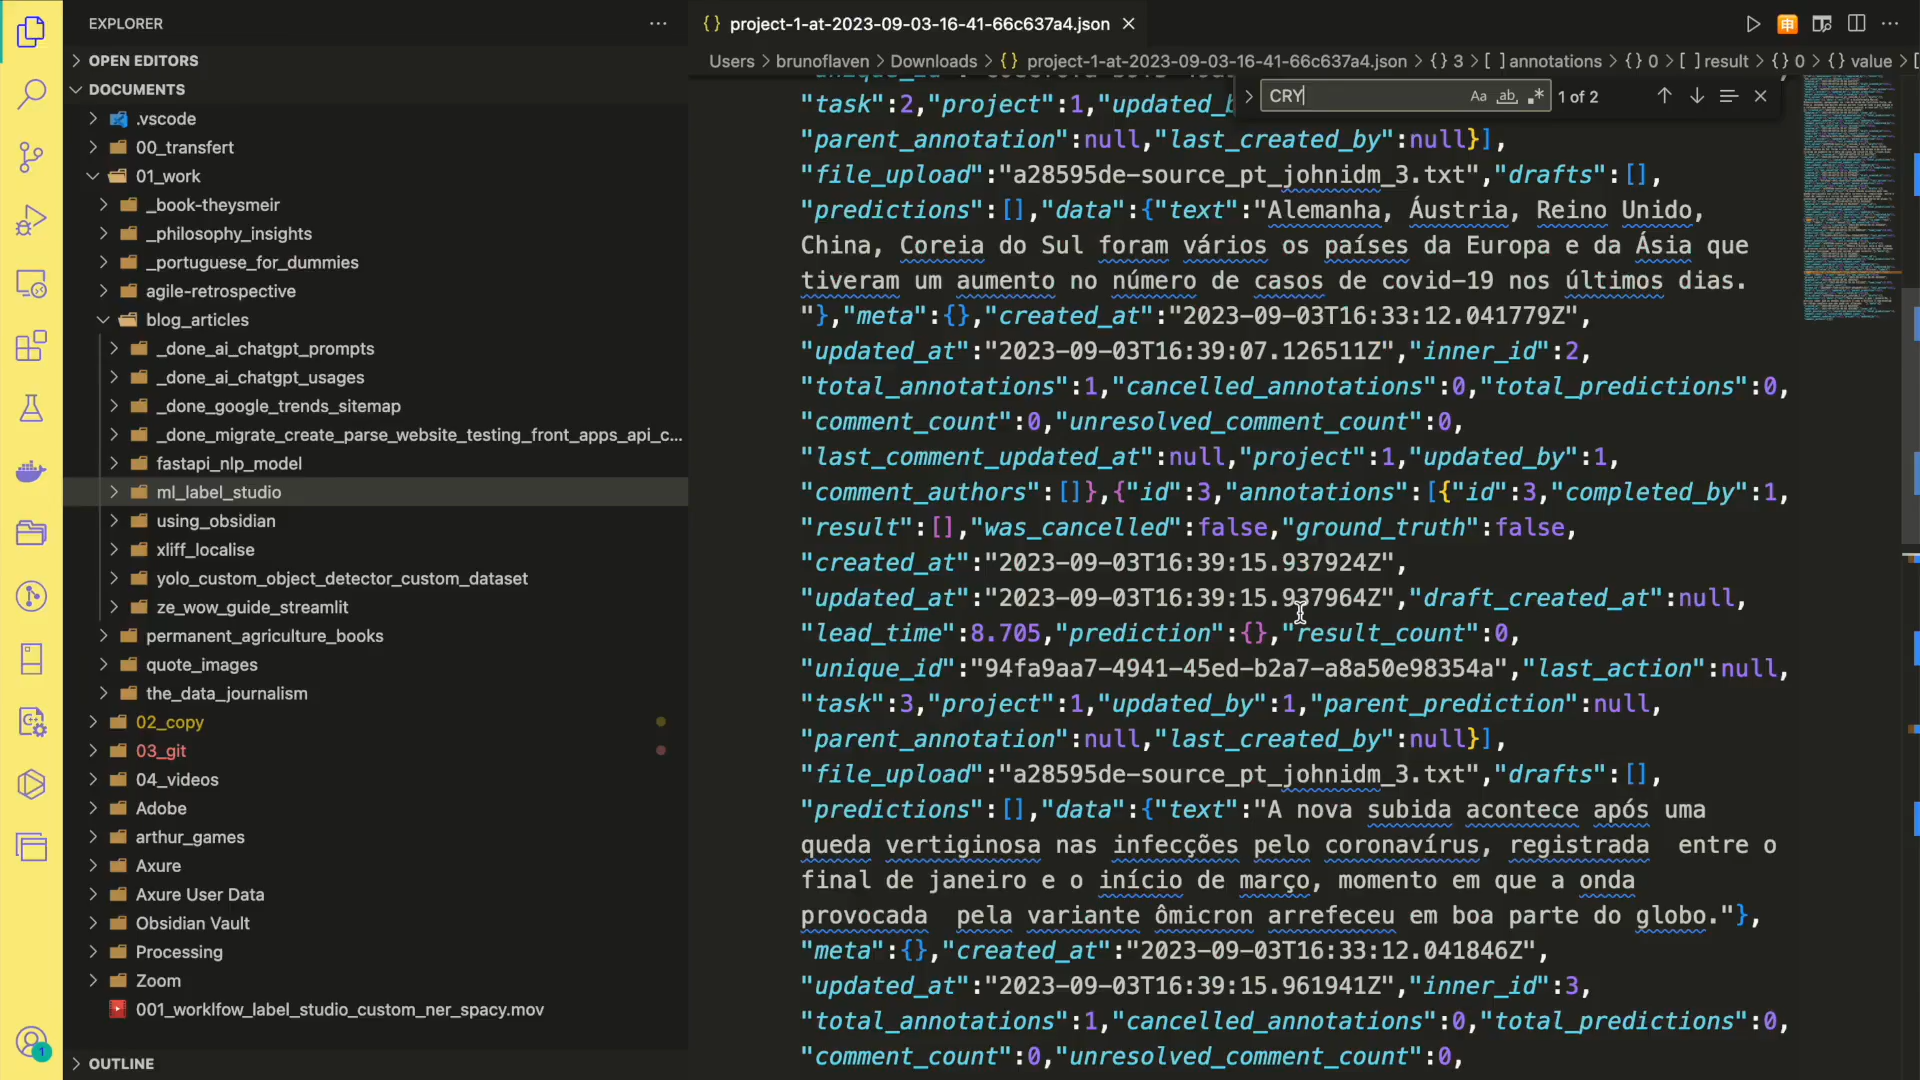 EXPLORER
OPEN EDITORS
DOCUMENTS
.vscode
00_transfert
01_work
_book-theysmeir
_philosophy_insights
_portuguese_for_dummies
agile-retrospective
blog_articles
_done_ai_chatgpt_prompts
_done_ai_chatgpt_usages
_done_google_trends_sitemap
_done_migrate_create_parse_website_testing_front_apps_api_c...
fastapi_nlp_model
ml_label_studio
using_obsidian
xliff_localise
yolo_custom_object_detector_custom_dataset
ze_wow_guide_streamlit
permanent_agriculture_books
quote_images
the_data_journalism
02_copy
03_git
04_videos
Adobe
arthur_games
Axure
Axure User Data
Obsidian Vault
Processing
Zoom
001_worklfow_label_studio_custom_ner_spacy.mov
OUTLINE
1
{} project-1-at-2023-09-03-16-41-66c637a4.json
Users > brunoflaven > Downloads > {} project-1-at-2023-09-03-16-41-66c637a4.json > {} 3 > [ ] annotations > {} 0 > [ ] result > {} 0 > {} value > [
CRY Aa ab .* 1 of 2
"task":2,"project":1,
"parent_annotation":null,"last_created_by":null}],
"file_upload":"a28595de-source_pt_johnidm_3.txt","drafts":[],
"predictions":[],"data":{"text":"Alemanha, Áustria, Reino Unido,
China, Coreia do Sul foram vários os países da Europa e da Ásia que
tiveram um aumento no número de casos de covid-19 nos últimos dias.
"},"meta":{},"created_at":"2023-09-03T16:33:12.041779Z",
"updated_at":"2023-09-03T16:39:07.126511Z","inner_id":2,
"total_annotations":1,"cancelled_annotations":0,"total_predictions":0,
"comment_count":0,"unresolved_comment_count":0,
"last_comment_updated_at":null,"project":1,"updated_by":1,
"comment_authors":[]},{"id":3,"annotations":[{"id":3,"completed_by":1,
"result":[],"was_cancelled":false,"ground_truth":false,
"created_at":"2023-09-03T16:39:15.937924Z",
"updated_at":"2023-09-03T16:39:15.937964Z","draft_created_at":null,
"lead_time":8.705,"prediction":{},"result_count":0,
"unique_id":"94fa9aa7-4941-45ed-b2a7-a8a50e98354a","last_action":null,
"task":3,"project":1,"updated_by":1,"parent_prediction":null,
"parent_annotation":null,"last_created_by":null}],
"file_upload":"a28595de-source_pt_johnidm_3.txt","drafts":[],
"predictions":[],"data":{"text":"A nova subida acontece após uma
queda vertiginosa nas infecções pelo coronavírus, registrada  entre o
final de janeiro e o início de março, momento em que a onda
provocada  pela variante ômicron arrefeceu em boa parte do globo."},
"meta":{},"created_at":"2023-09-03T16:33:12.041846Z",
"updated_at":"2023-09-03T16:39:15.961941Z","inner_id":3,
"total_annotations":1,"cancelled_annotations":0,"total_predictions":0,
"comment_count":0,"unresolved_comment_count":0,